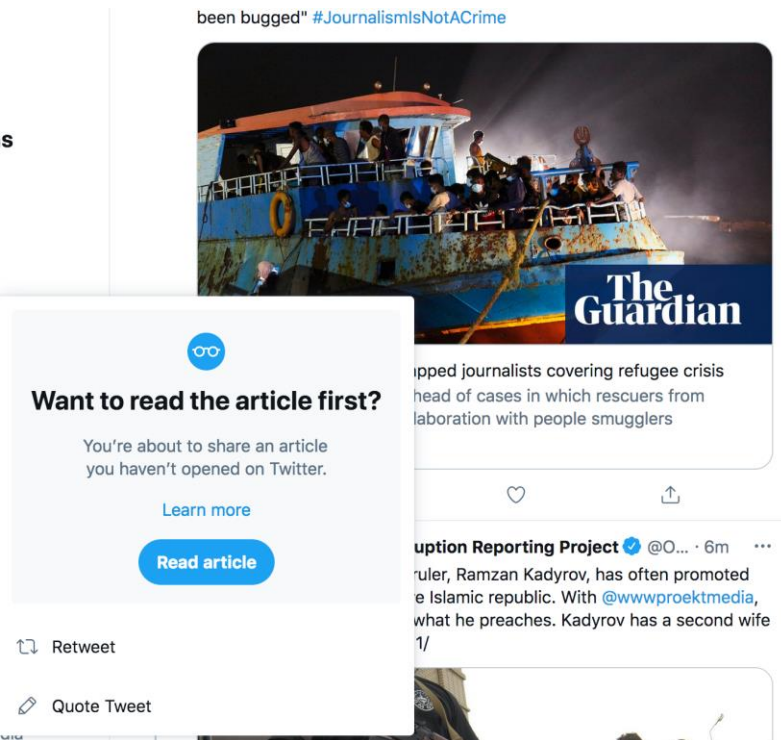 been bugged" #JournalismIsNotACrime
s
The
Guardian
pped journalists covering refugee crisis
head of cases in which rescuers from
laboration with people smugglers
Want to read the article first?
You're about to share an article
you haven't opened on Twitter.
Learn more
Read article
Retweet
Quote Tweet
uption Reporting Project @O... · 6m ···
ruler, Ramzan Kadyrov, has often promoted
e Islamic republic. With @wwwproektmedia,
what he preaches. Kadyrov has a second wife
1/